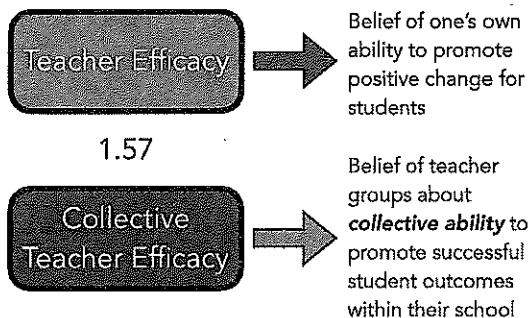 Teacher Efficacy
Belief of one's own
ability to promote
positive change for
students
1.57
Collective
Teacher Efficacy
Belief of teacher
groups about
collective ability to
promote successful
student outcomes
within their school